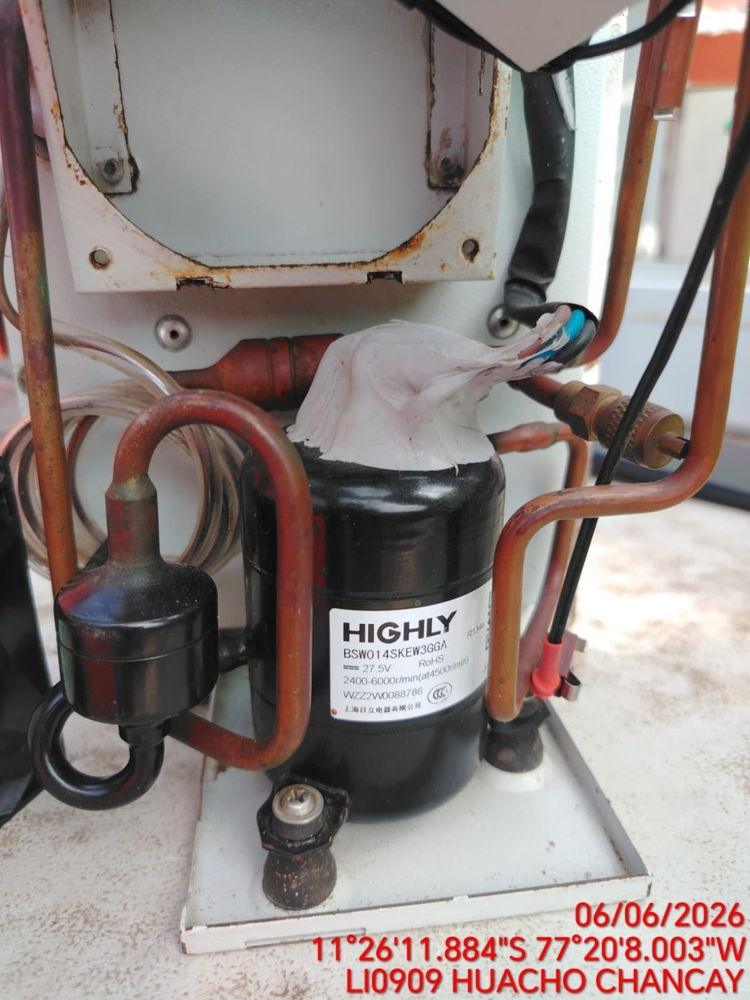 HIGHLY
BSW014SKEW3GGA
R134a
27.5V RoHS
2400-6000r/min(at4500r/min)
WZZ2W0088786
上海日立电器有限公司
06/06/2026
11°26'11.884"S 77°20'8.003"W
LI0909 HUACHO CHANCAY